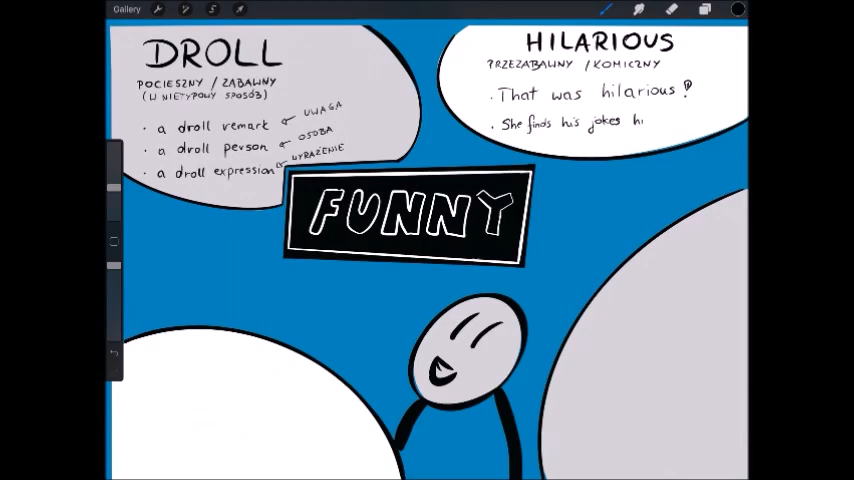 Gallery
DROLL
POCIESZNY / ZABAWNY
(W NIETYPOWY SPOSÓB)
· a droll remark ← UWAGA
· a droll person ← OSOBA
· a droll expression ← WYRAŻENIE
HILARIOUS
PRZEZABAWNY / KOMICZNY
· That was hilarious!
· She finds his jokes hi
FUNNY